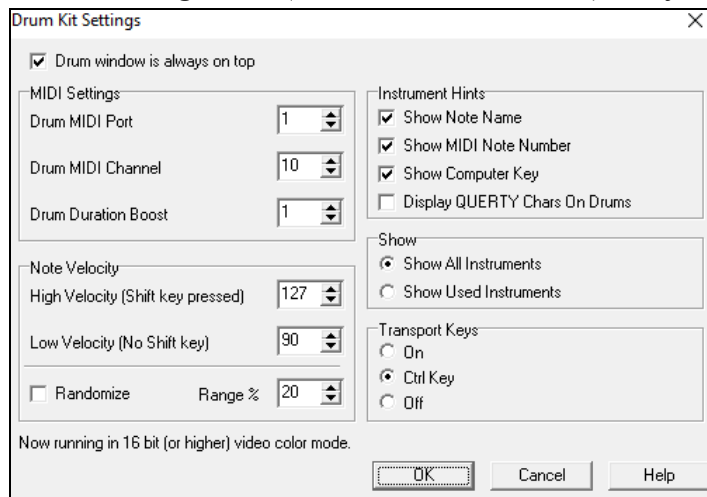 Drum Kit Settings
Drum window is always on top
MIDI Settings
Drum MIDI Port 1
Drum MIDI Channel 10
Drum Duration Boost 1
Note Velocity
High Velocity (Shift key pressed) 127
Low Velocity (No Shift key) 90
Randomize Range % 20
Instrument Hints
Show Note Name
Show MIDI Note Number
Show Computer Key
Display QUERTY Chars On Drums
Show
Show All Instruments
Show Used Instruments
Transport Keys
On
Ctrl Key
Off
Now running in 16 bit (or higher) video color mode.
OK Cancel Help